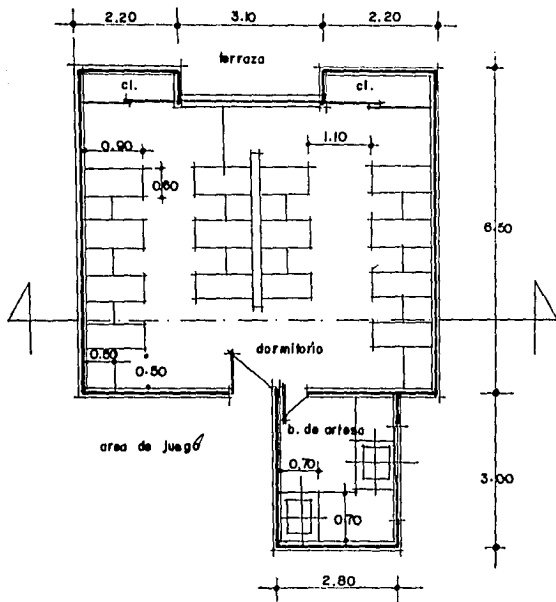 2.20 3.10 2.20
terraza
cl. cl.
0.90 1.10
0.60
6.50
dormitorio
0.50 0.50
area de juego
b. de artesa
0.70
0.70
3.00
2.80